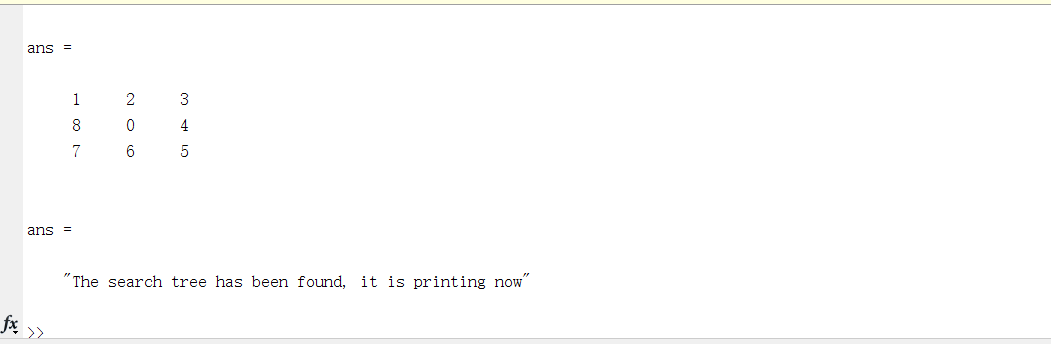 ans =
1 2 3
8 0 4
7 6 5
ans =
"The search tree has been found, it is printing now"
fx >>